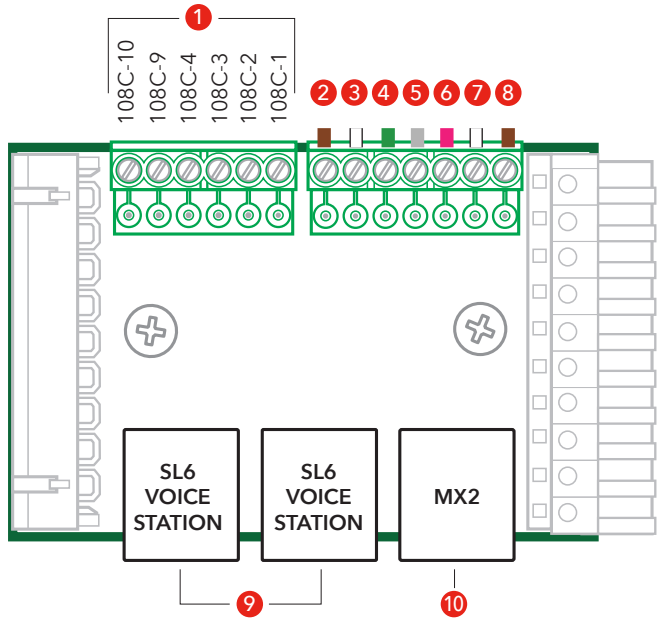 1
108C-10
108C-9
108C-4
108C-3
108C-2
108C-1
2 3 4 5 6 7 8
SL6
VOICE
STATION
SL6
VOICE
STATION
MX2
9
10